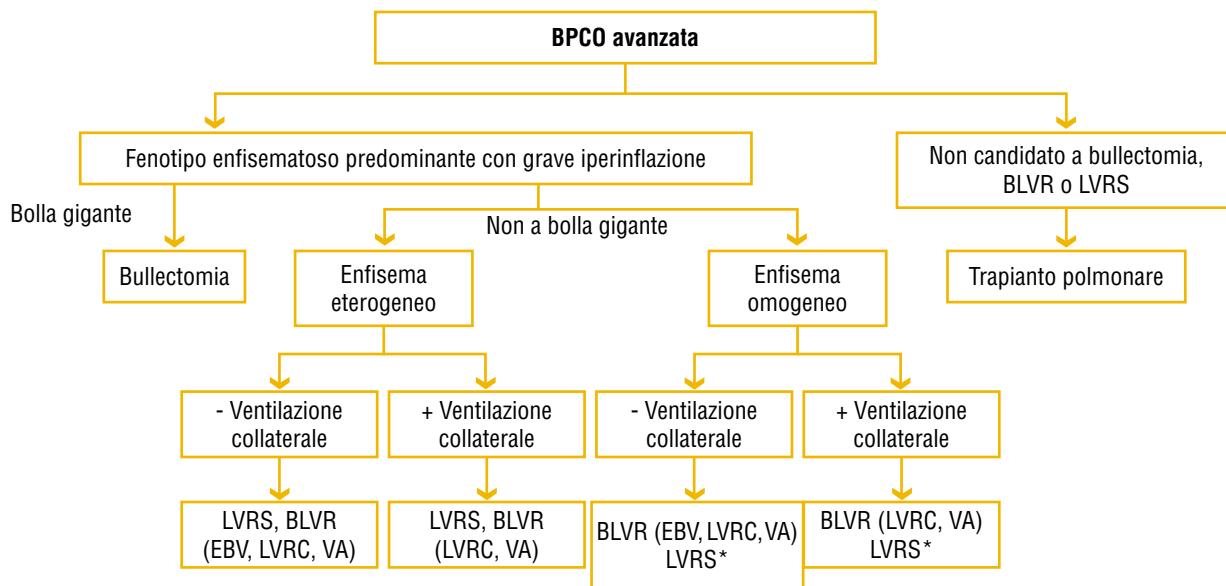 BPCO avanzata
Fenotipo enfisematoso predominante con grave iperinflazione
Non candidato a bullectomia,
BLVR o LVRS
Bolla gigante
Non a bolla gigante
Bullectomia
Enfisema
eterogeneo
Enfisema
omogeneo
Trapianto polmonare
- Ventilazione
collaterale
+ Ventilazione
collaterale
- Ventilazione
collaterale
+ Ventilazione
collaterale
LVRS, BLVR
(EBV, LVRC, VA)
LVRS, BLVR
(LVRC, VA)
BLVR (EBV, LVRC, VA)
LVRS*
BLVR (LVRC, VA)
LVRS*